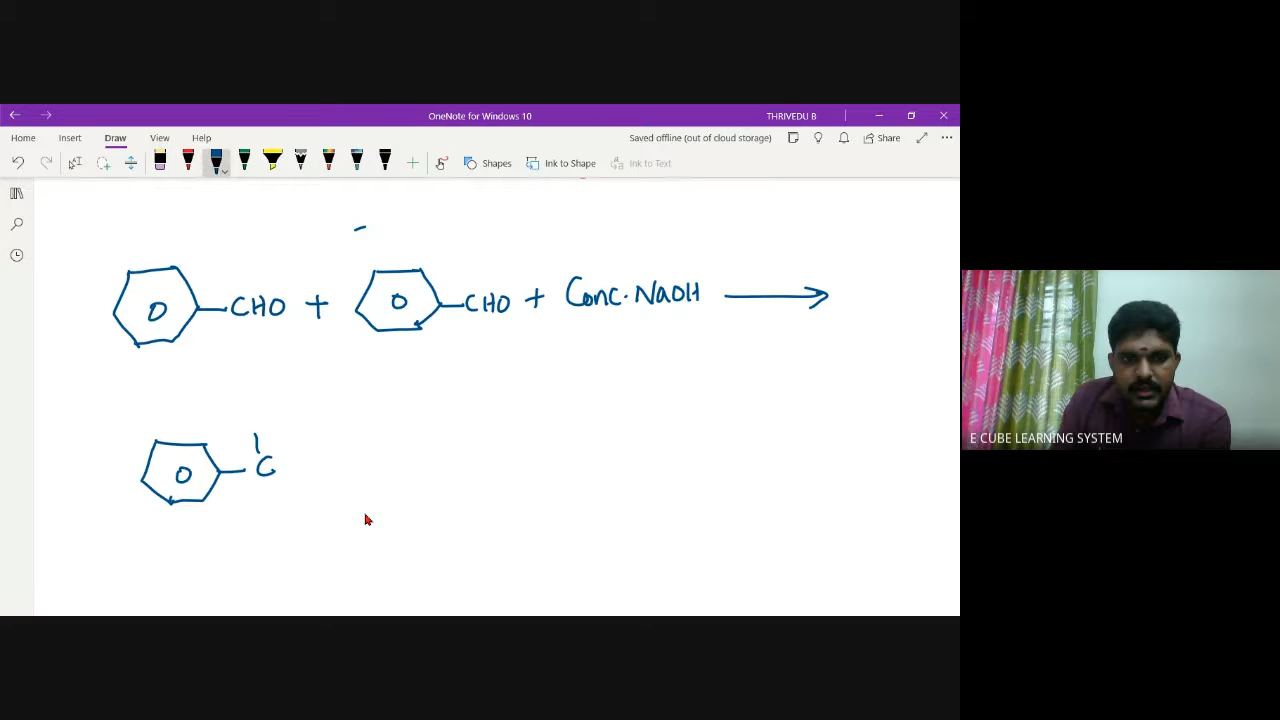 OneNote for Windows 10
THRIVEDU B
Home Insert Draw View Help
Saved offline (out of cloud storage)
Share
Shapes
Ink to Shape
Ink to Text
CHO + CHO + Conc. NaOH
C
E CUBE LEARNING SYSTEM